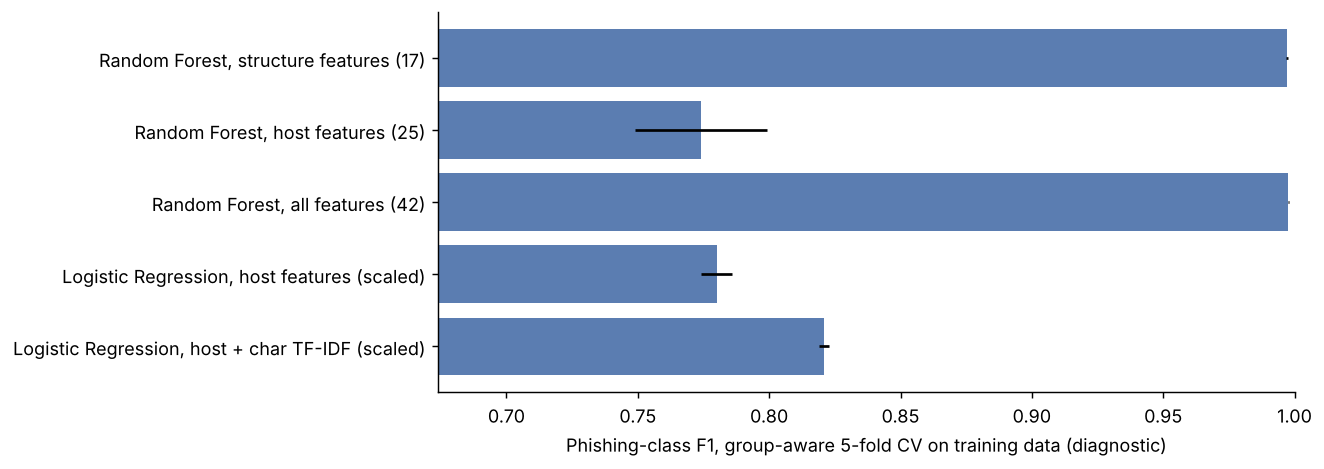 Random Forest, structure features (17)
Random Forest, host features (25)
Random Forest, all features (42)
Logistic Regression, host features (scaled)
Logistic Regression, host + char TF-IDF (scaled)
0.70 0.75 0.80 0.85 0.90 0.95 1.00
Phishing-class F1, group-aware 5-fold CV on training data (diagnostic)